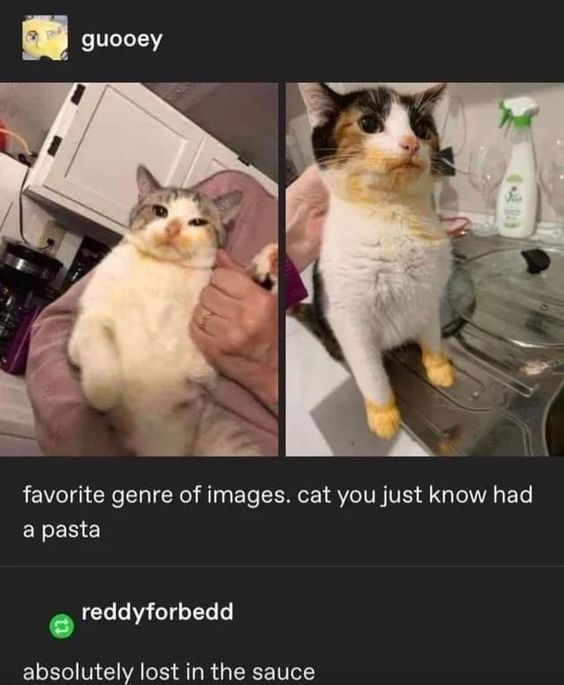 guooey
favorite genre of images. cat you just know had
a pasta
reddyforbedd
absolutely lost in the sauce